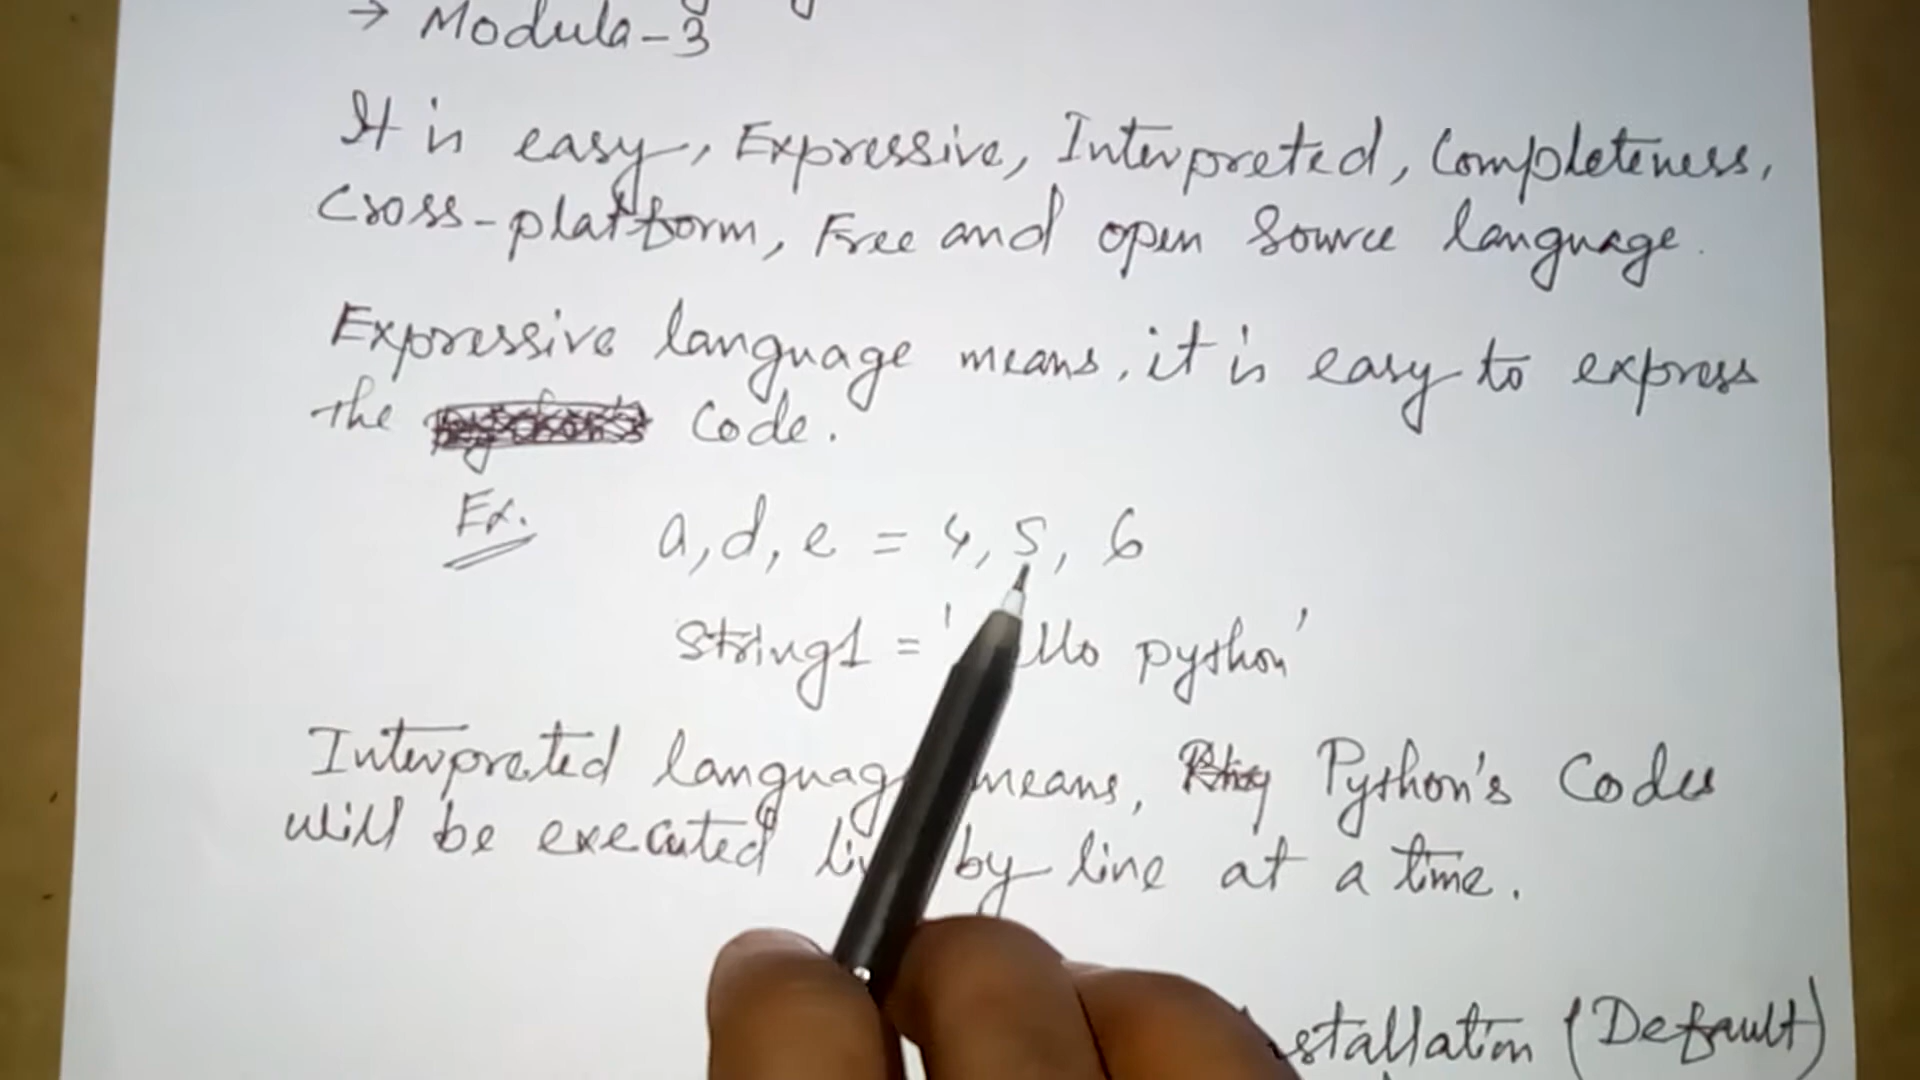 → Modula-3
It is easy, Expressive, Interpreted, Completeness,
Cross-platform, Free and open source language.
Expressive language means, it is easy to express
the Code.
Ex. a, d, e = 4, 5, 6
String1 = ' llo python'
Interpreted language means, Python's Codes
will be executed by line at a time.
stallation (Default)